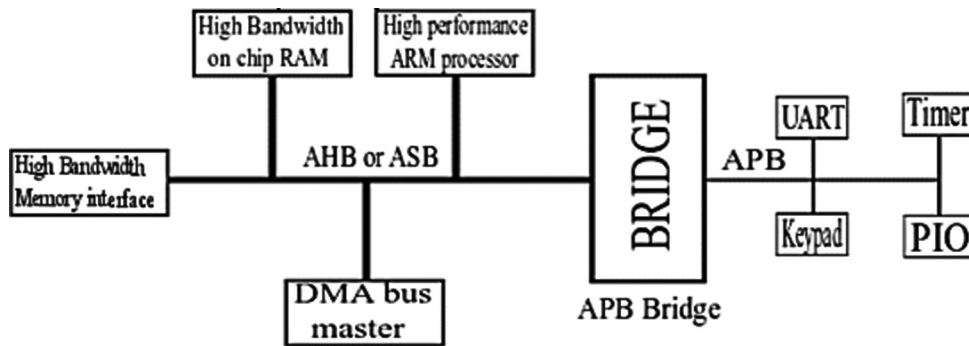 High Bandwidth
on chip RAM
High performance
ARM processor
High Bandwidth
Memory interface
AHB or ASB
DMA bus
master
BRIDGE
APB Bridge
APB
UART
Timer
Keypad
PIO